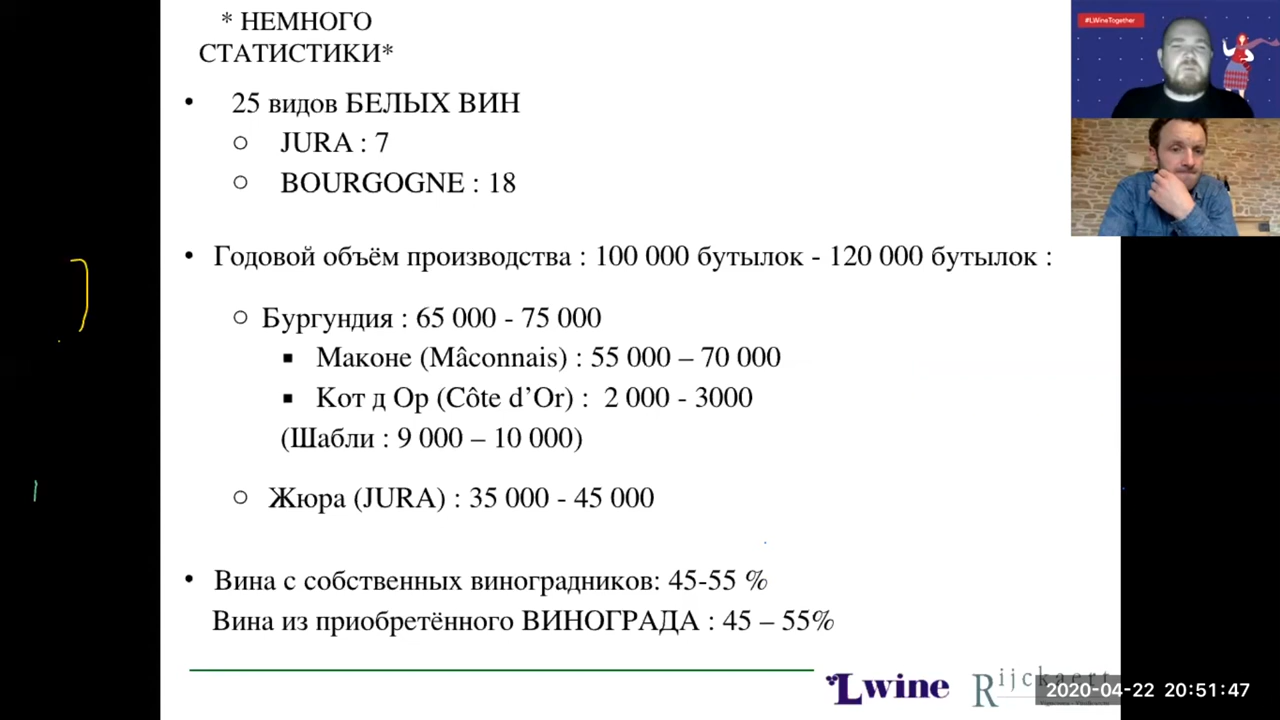 * НЕМНОГО
СТАТИСТИКИ*
• 25 видов БЕЛЫХ ВИН
○ JURA : 7
○ BOURGOGNE : 18
• Годовой объём производства : 100 000 бутылок - 120 000 бутылок :
○ Бургундия : 65 000 - 75 000
▪ Маконе (Mâconnais) : 55 000 – 70 000
▪ Кот д Ор (Côte d’Or) : 2 000 - 3000
(Шабли : 9 000 – 10 000)
○ Жюра (JURA) : 35 000 - 45 000
• Вина с собственных виноградников: 45-55 %
Вина из приобретённого ВИНОГРАДА : 45 – 55%
#LWineTogether
Lwine
Rijckaert
2020-04-22 20:51:47